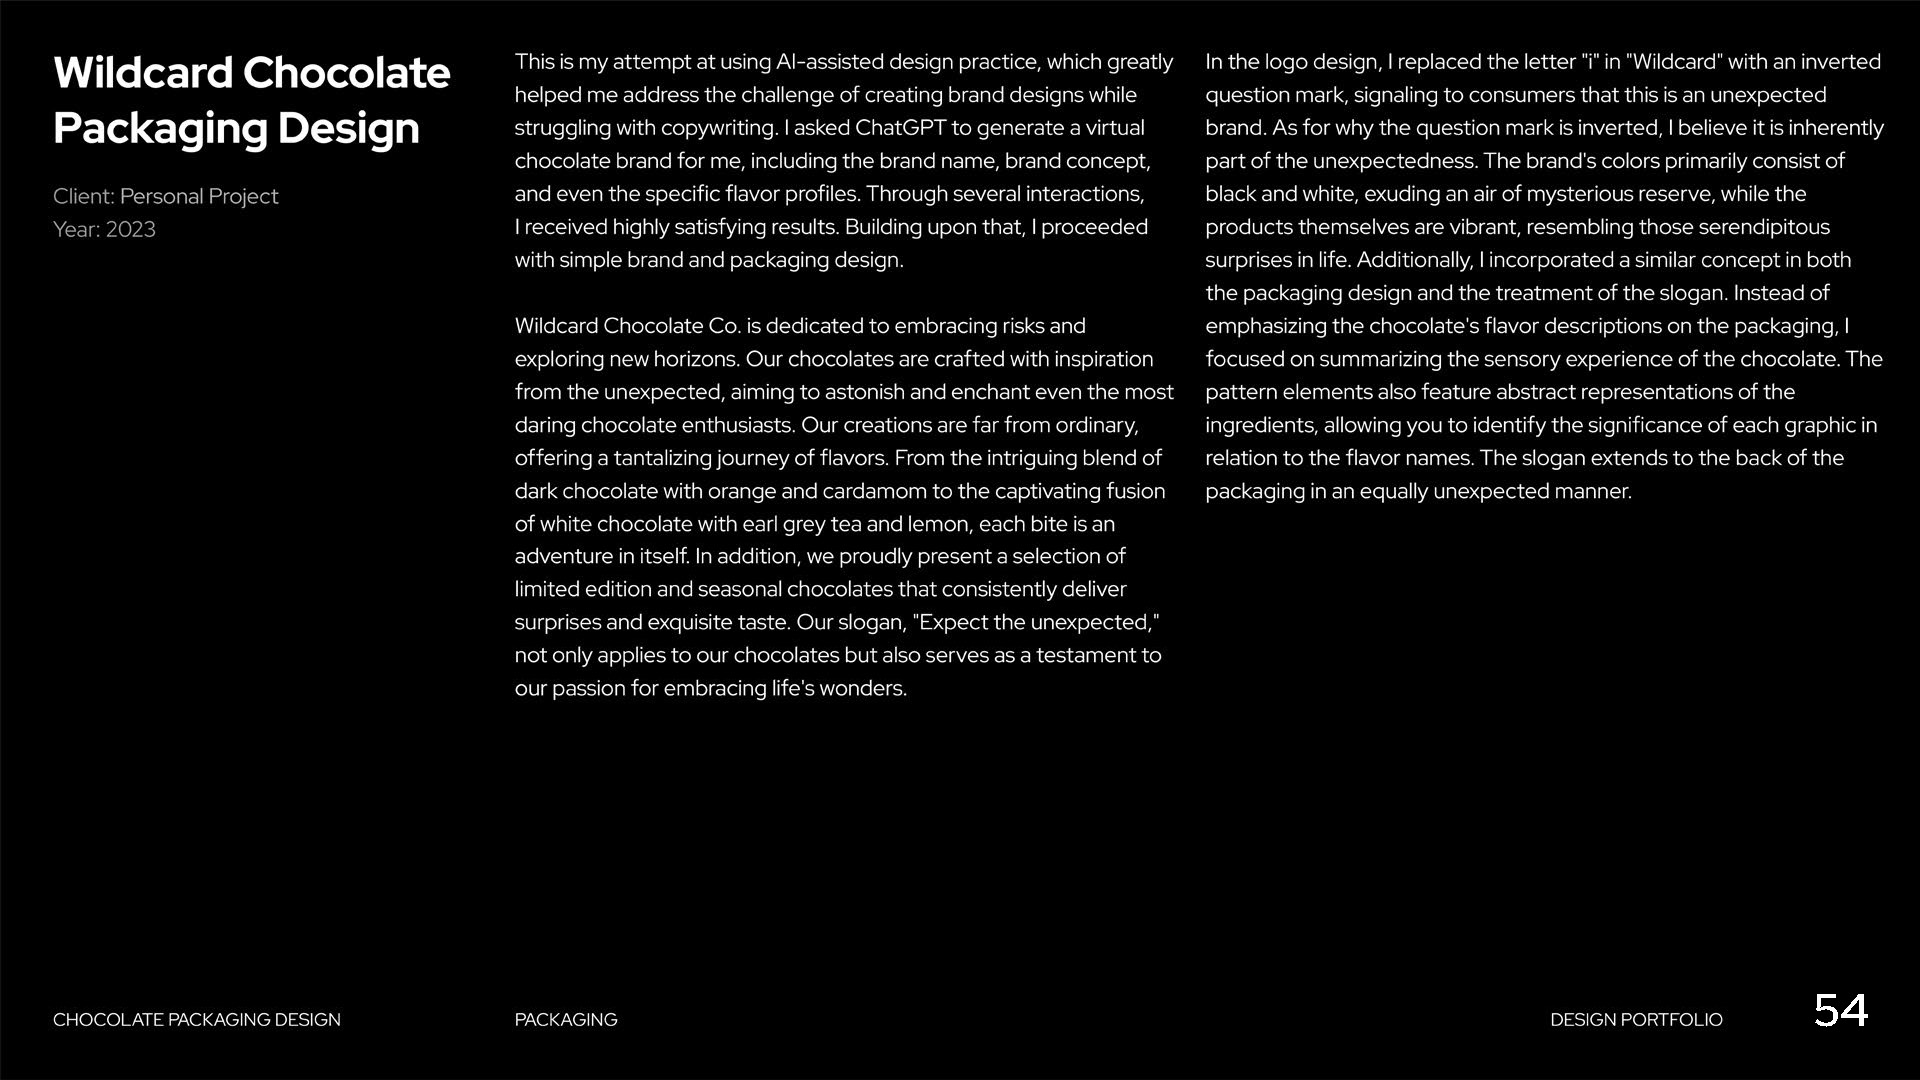 Wildcard Chocolate
Packaging Design
Client: Personal Project
Year: 2023
This is my attempt at using AI-assisted design practice, which greatly
helped me address the challenge of creating brand designs while
struggling with copywriting. I asked ChatGPT to generate a virtual
chocolate brand for me, including the brand name, brand concept,
and even the specific flavor profiles. Through several interactions,
I received highly satisfying results. Building upon that, I proceeded
with simple brand and packaging design.
Wildcard Chocolate Co. is dedicated to embracing risks and
exploring new horizons. Our chocolates are crafted with inspiration
from the unexpected, aiming to astonish and enchant even the most
daring chocolate enthusiasts. Our creations are far from ordinary,
offering a tantalizing journey of flavors. From the intriguing blend of
dark chocolate with orange and cardamom to the captivating fusion
of white chocolate with earl grey tea and lemon, each bite is an
adventure in itself. In addition, we proudly present a selection of
limited edition and seasonal chocolates that consistently deliver
surprises and exquisite taste. Our slogan, "Expect the unexpected,"
not only applies to our chocolates but also serves as a testament to
our passion for embracing life's wonders.
In the logo design, I replaced the letter "i" in "Wildcard" with an inverted
question mark, signaling to consumers that this is an unexpected
brand. As for why the question mark is inverted, I believe it is inherently
part of the unexpectedness. The brand's colors primarily consist of
black and white, exuding an air of mysterious reserve, while the
products themselves are vibrant, resembling those serendipitous
surprises in life. Additionally, I incorporated a similar concept in both
the packaging design and the treatment of the slogan. Instead of
emphasizing the chocolate's flavor descriptions on the packaging, I
focused on summarizing the sensory experience of the chocolate. The
pattern elements also feature abstract representations of the
ingredients, allowing you to identify the significance of each graphic in
relation to the flavor names. The slogan extends to the back of the
packaging in an equally unexpected manner.
CHOCOLATE PACKAGING DESIGN
PACKAGING
DESIGN PORTFOLIO
54